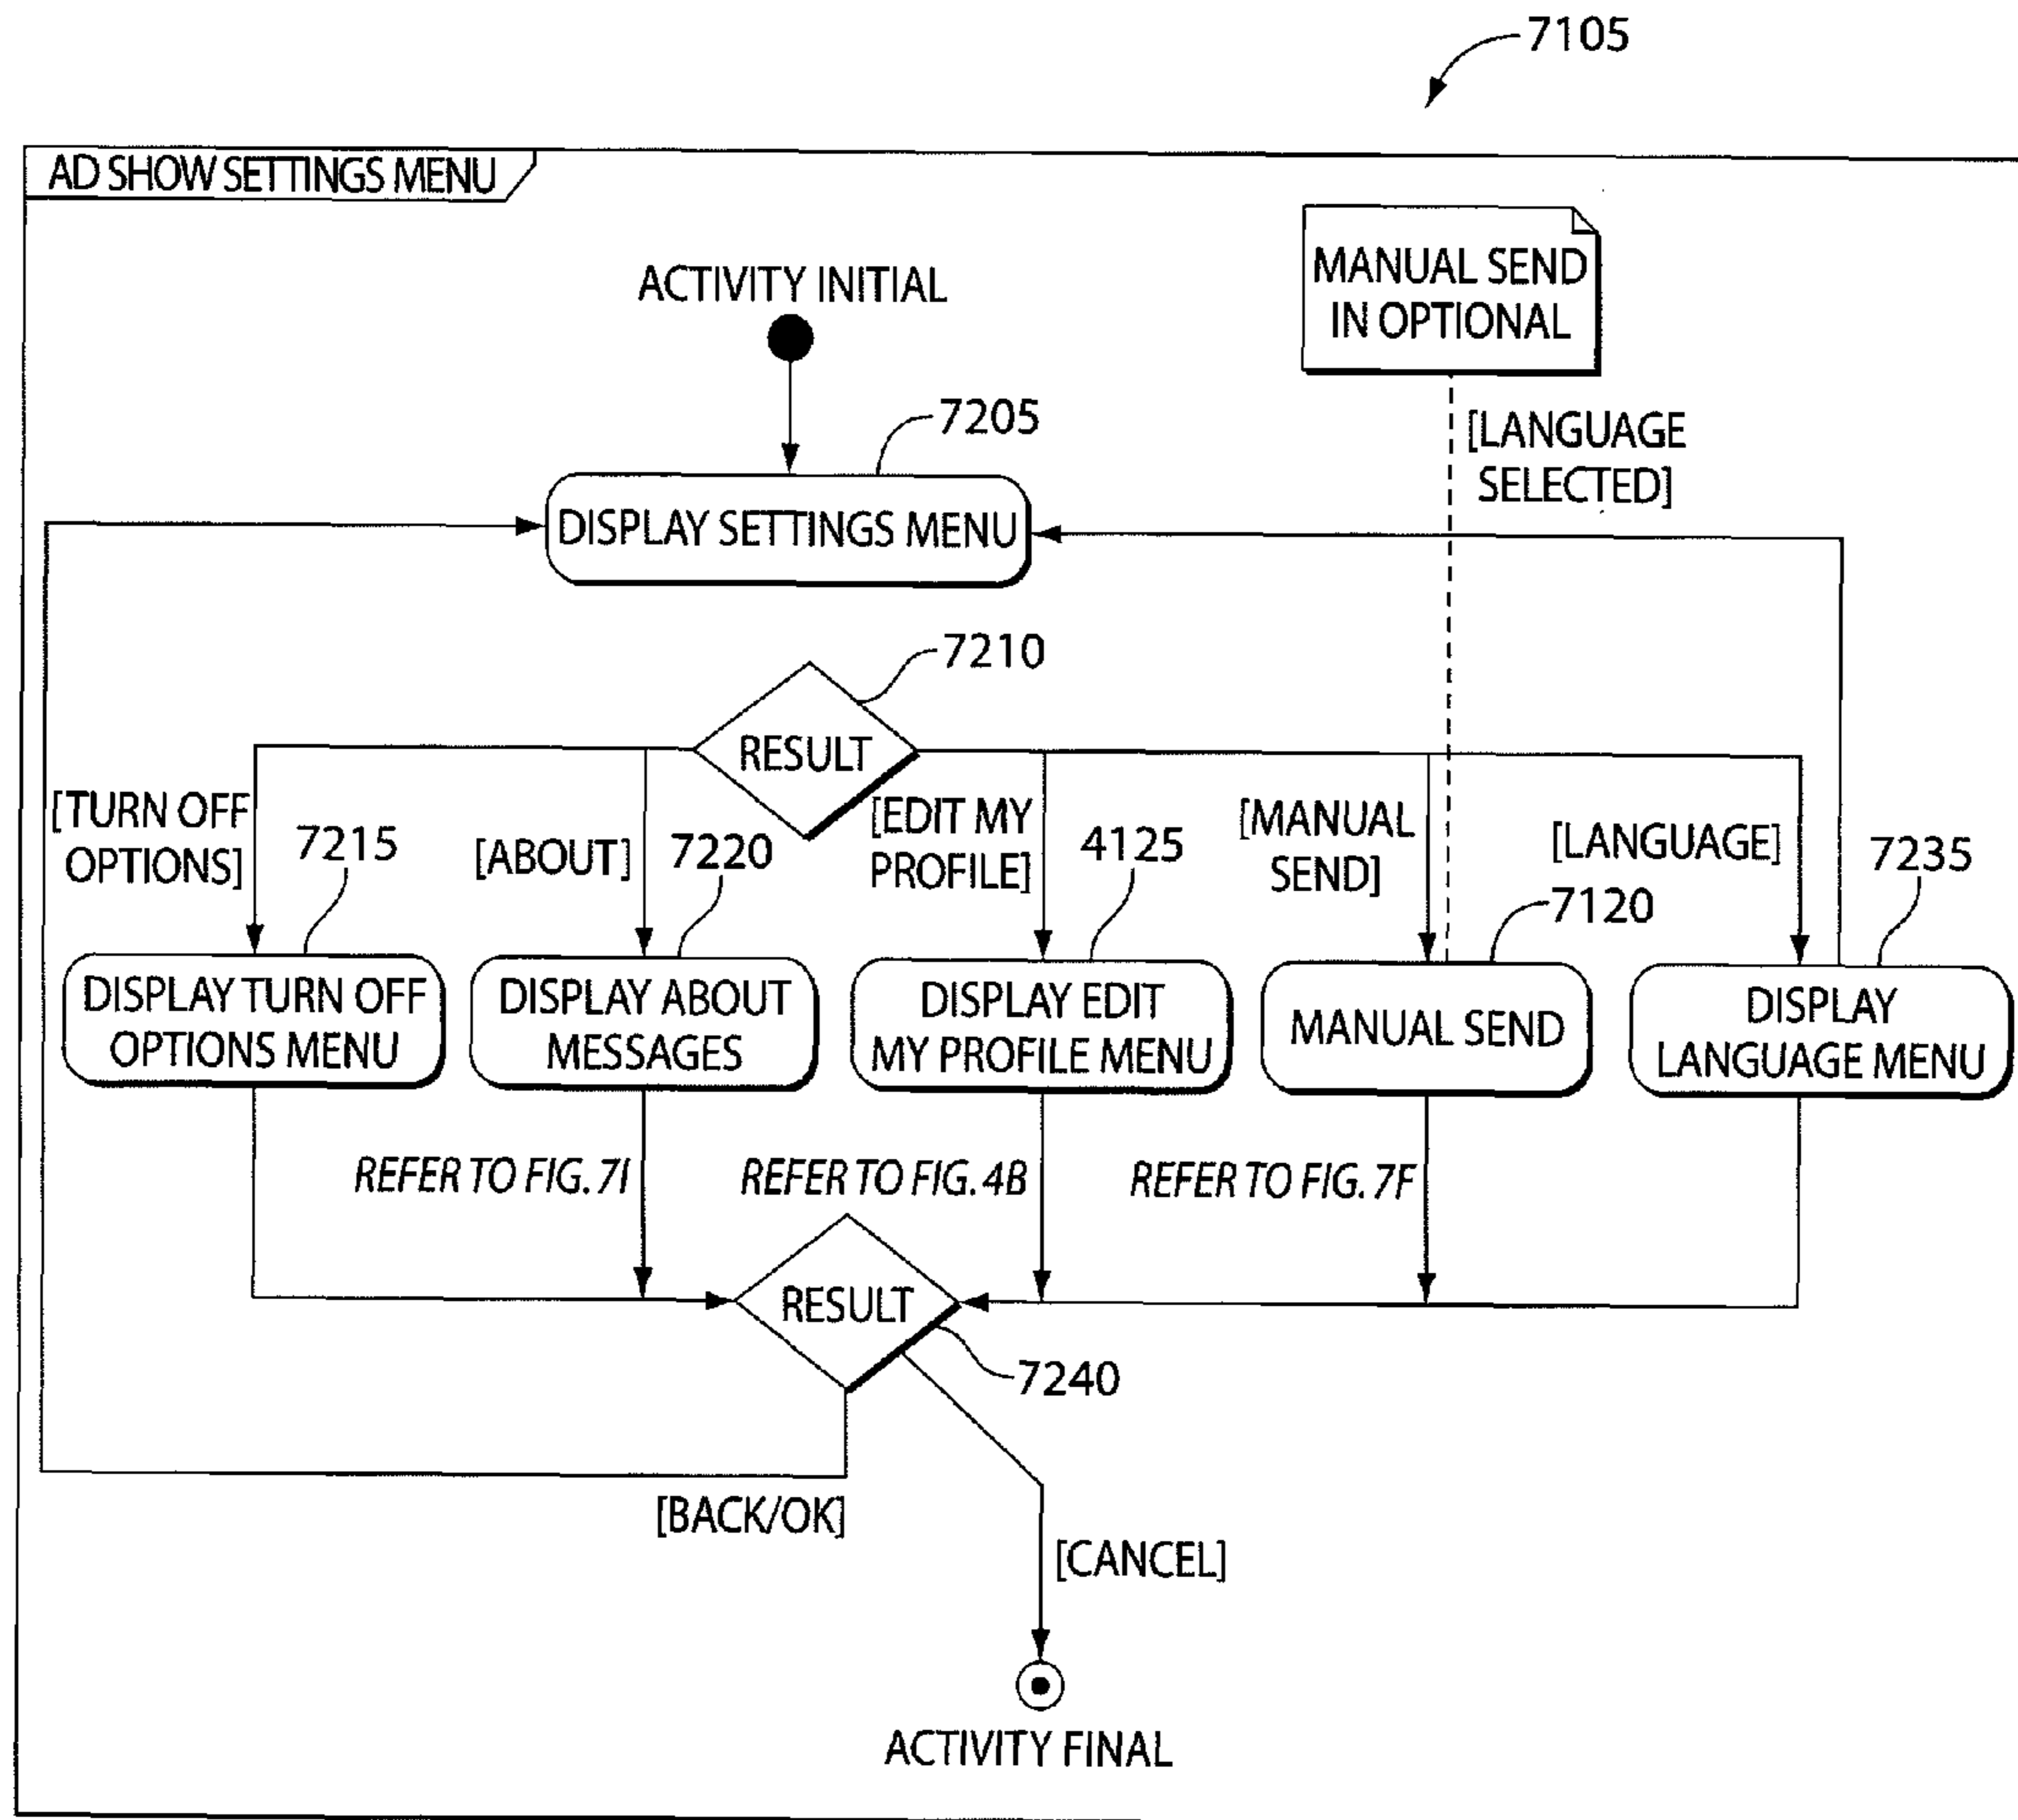 7105
AD SHOW SETTINGS MENU
MANUAL SEND
IN OPTIONAL
ACTIVITY INITIAL
7205
[LANGUAGE
SELECTED]
DISPLAY SETTINGS MENU
7210
RESULT
[TURN OFF
OPTIONS]
7215
[ABOUT]
7220
[EDIT MY
PROFILE]
4125
[MANUAL
SEND]
7120
[LANGUAGE]
7235
DISPLAY TURN OFF
OPTIONS MENU
DISPLAY ABOUT
MESSAGES
DISPLAY EDIT
MY PROFILE MENU
MANUAL SEND
DISPLAY
LANGUAGE MENU
REFER TO FIG. 7I
REFER TO FIG. 4B
REFER TO FIG. 7F
RESULT
7240
[BACK/OK]
[CANCEL]
ACTIVITY FINAL